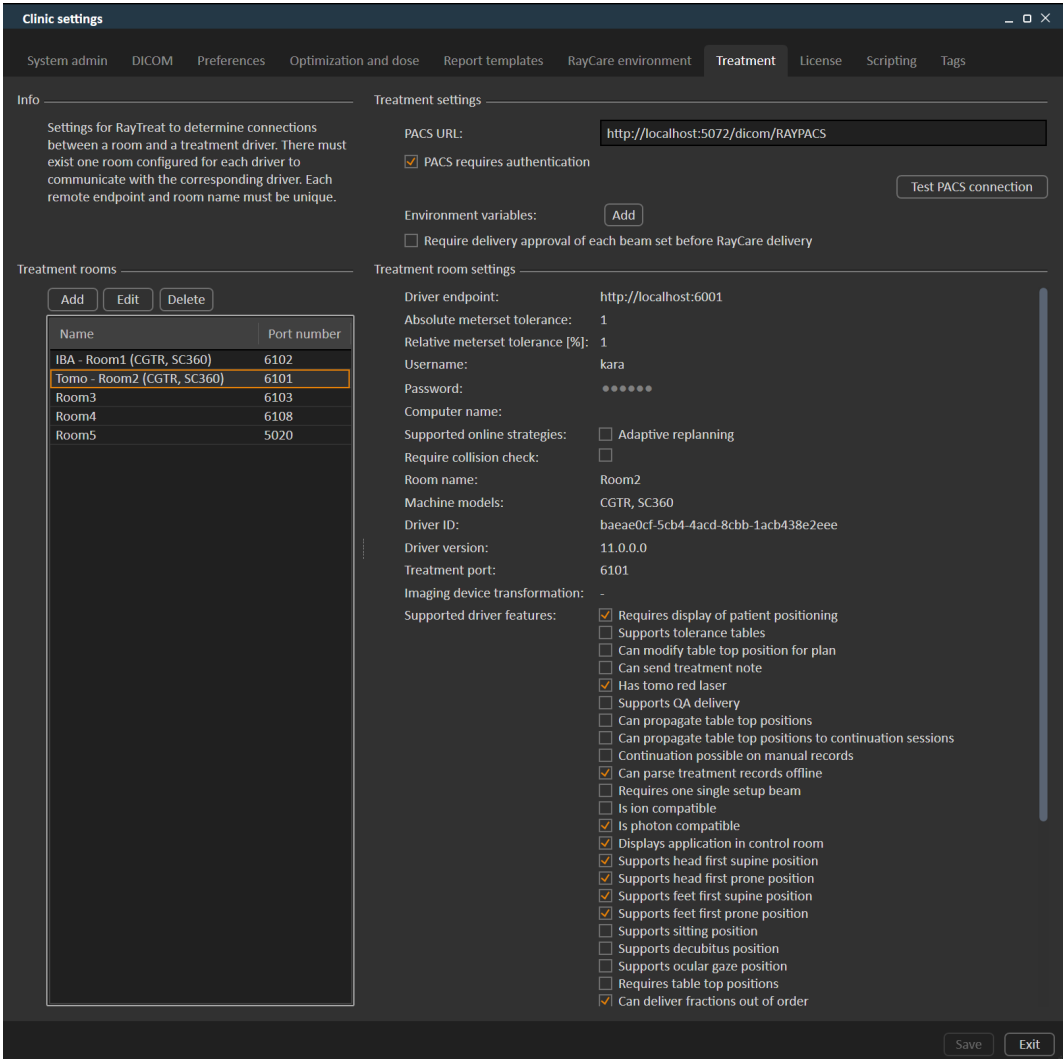 Clinic settings
System admin DICOM Preferences Optimization and dose Report templates RayCare environment Treatment License Scripting Tags
Info
Settings for RayTreat to determine connections
between a room and a treatment driver. There must
exist one room configured for each driver to
communicate with the corresponding driver. Each
remote endpoint and room name must be unique.
Treatment settings
PACS URL: http://localhost:5072/dicom/RAYPACS
PACS requires authentication
Test PACS connection
Environment variables: Add
Require delivery approval of each beam set before RayCare delivery
Treatment rooms
Add Edit Delete
Name Port number
IBA - Room1 (CGTR, SC360) 6102
Tomo - Room2 (CGTR, SC360) 6101
Room3 6103
Room4 6108
Room5 5020
Treatment room settings
Driver endpoint: http://localhost:6001
Absolute meterset tolerance: 1
Relative meterset tolerance [%]: 1
Username: kara
Password: ●●●●●●
Computer name:
Supported online strategies: Adaptive replanning
Require collision check:
Room name: Room2
Machine models: CGTR, SC360
Driver ID: baeae0cf-5cb4-4acd-8cbb-1acb438e2eee
Driver version: 11.0.0.0
Treatment port: 6101
Imaging device transformation: -
Supported driver features: Requires display of patient positioning
Supports tolerance tables
Can modify table top position for plan
Can send treatment note
Has tomo red laser
Supports QA delivery
Can propagate table top positions
Can propagate table top positions to continuation sessions
Continuation possible on manual records
Can parse treatment records offline
Requires one single setup beam
Is ion compatible
Is photon compatible
Displays application in control room
Supports head first supine position
Supports head first prone position
Supports feet first supine position
Supports feet first prone position
Supports sitting position
Supports decubitus position
Supports ocular gaze position
Requires table top positions
Can deliver fractions out of order
Save Exit